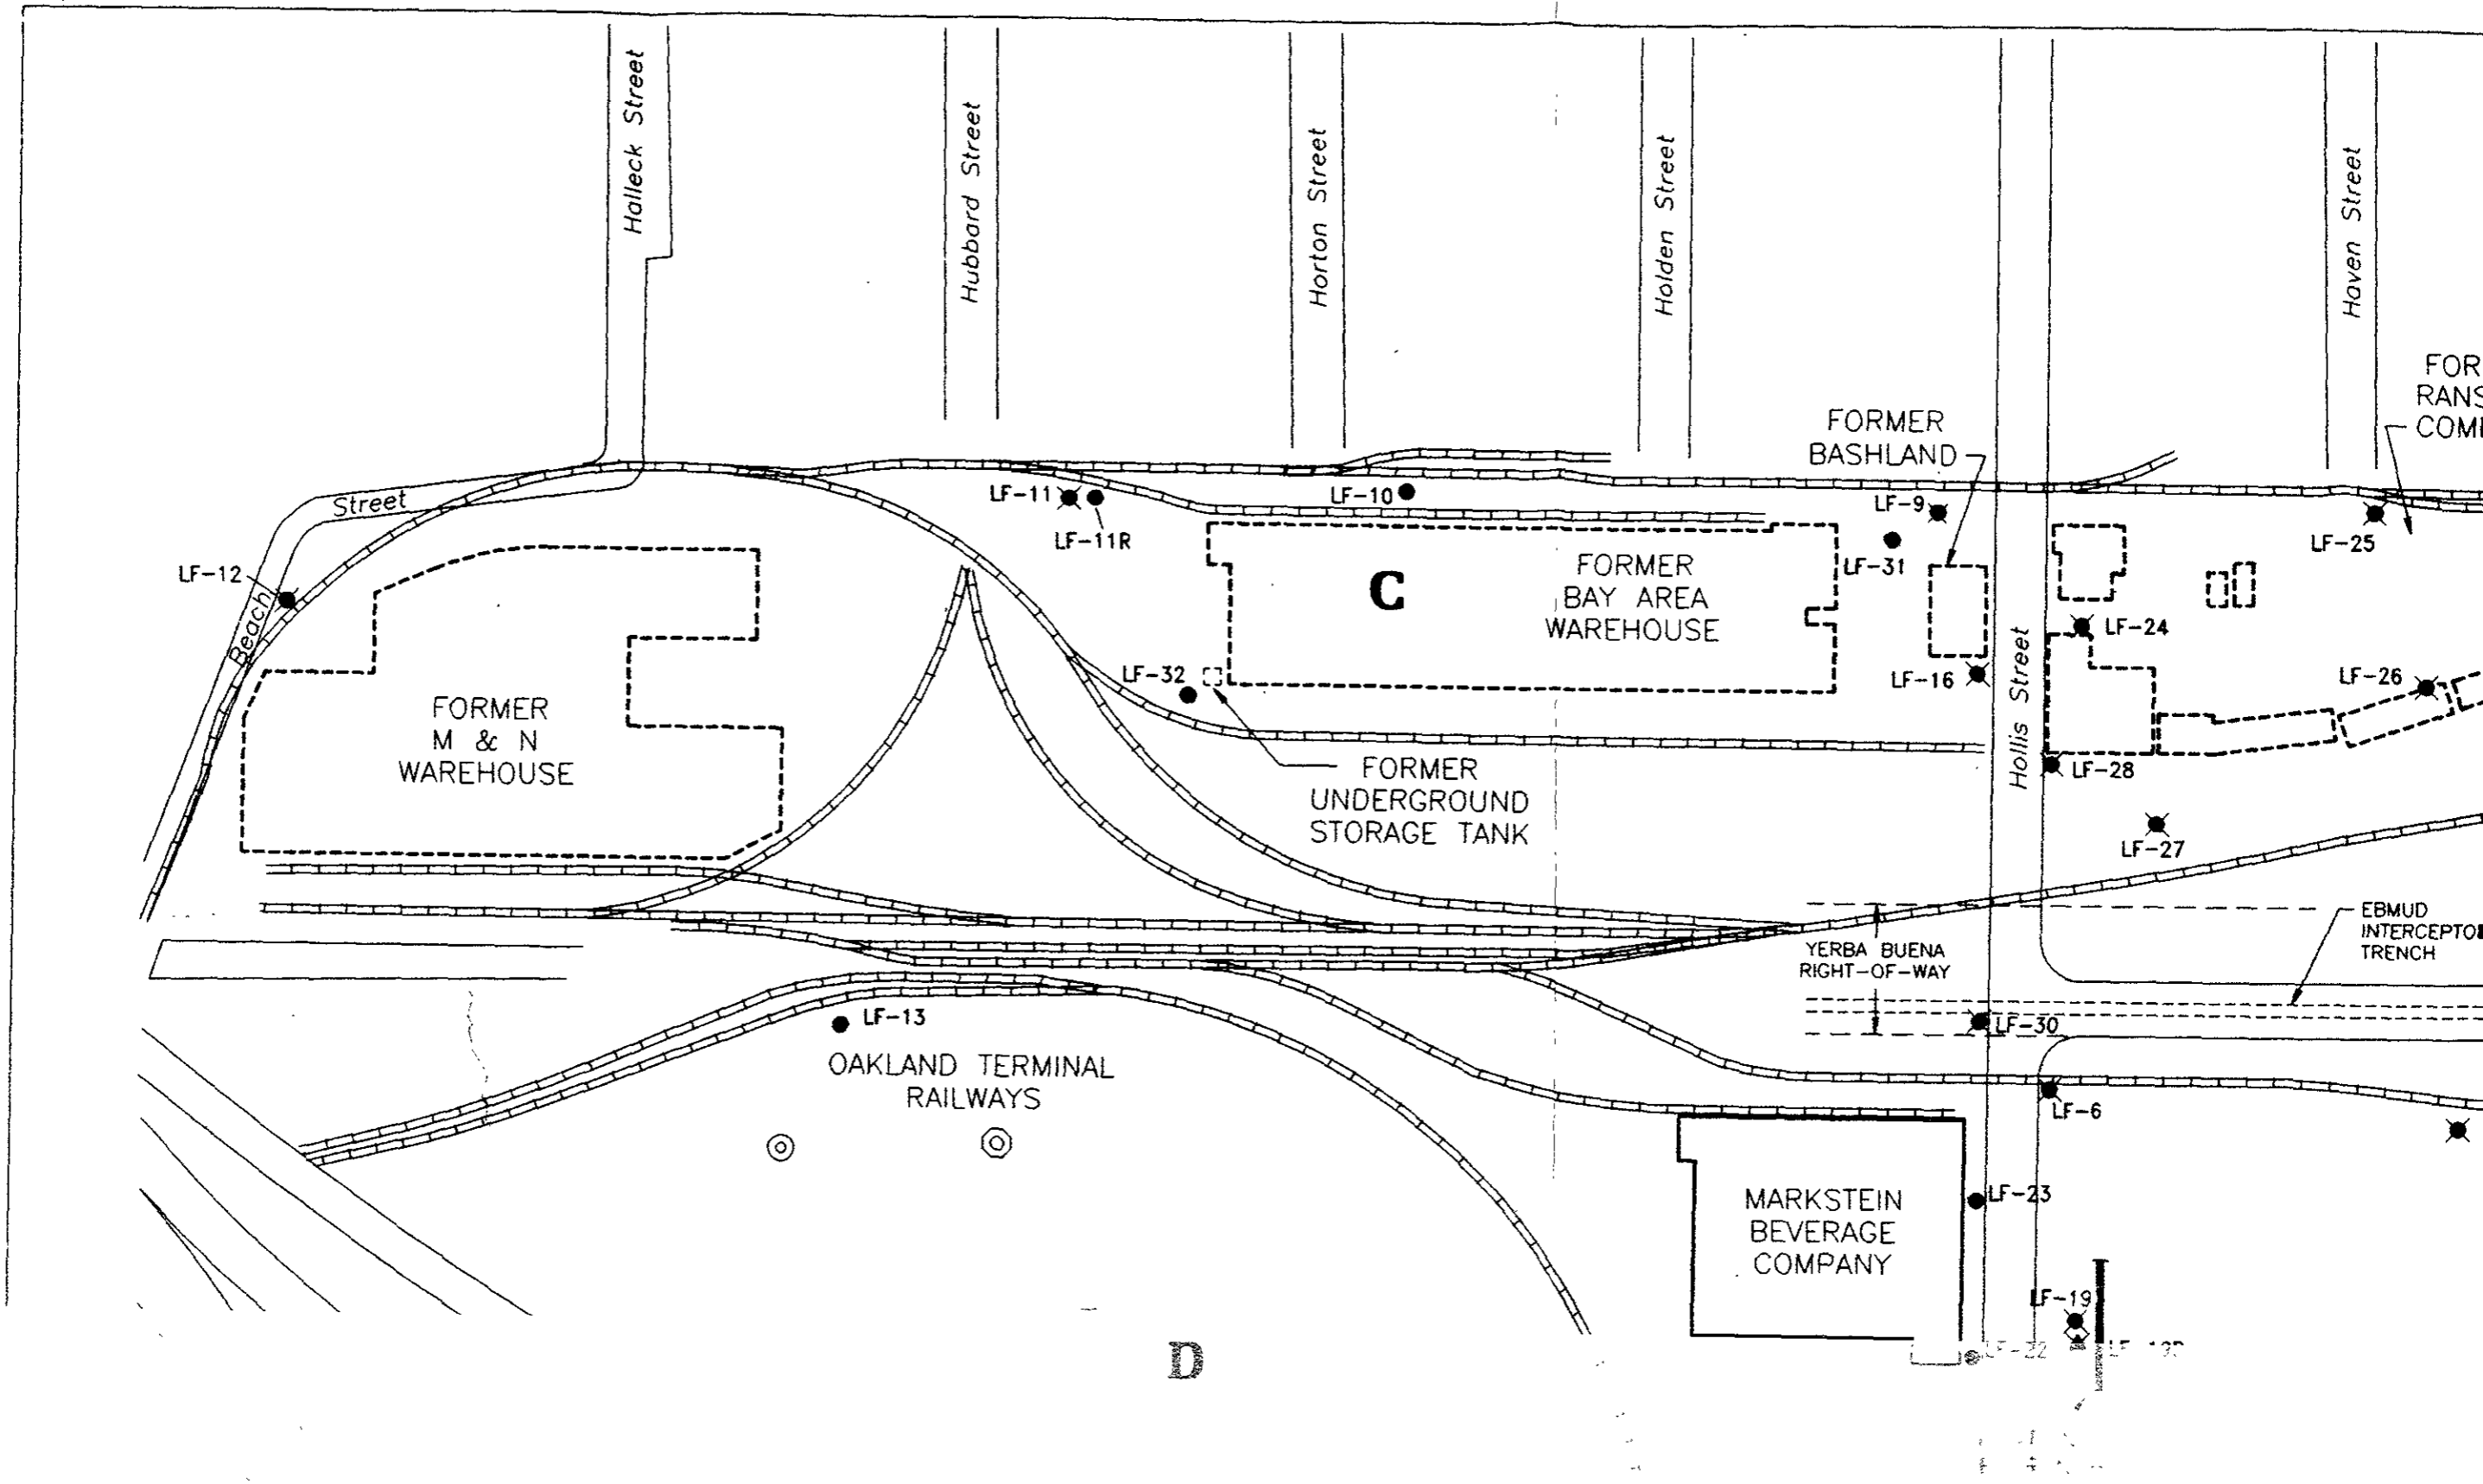 Halleck Street
Hubbard Street
Horton Street
Holden Street
Haven Street
FOR
RANS
COM
FORMER
BASHLAND
Street
Beach
LF-12
LF-11
LF-11R
LF-10
LF-9
LF-31
LF-25
C
FORMER
BAY AREA
WAREHOUSE
LF-24
LF-32
LF-16
LF-26
Hollis Street
FORMER
M & N
WAREHOUSE
FORMER
UNDERGROUND
STORAGE TANK
LF-28
LF-27
EBMUD
INTERCEPTO
TRENCH
YERBA BUENA
RIGHT-OF-WAY
LF-13
LF-30
OAKLAND TERMINAL
RAILWAYS
LF-6
MARKSTEIN
BEVERAGE
COMPANY
LF-23
LF-19
LF-22
D